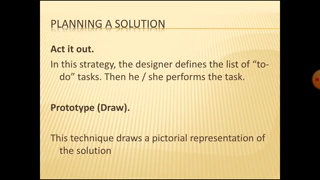 PLANNING A SOLUTION
Act it out.
In this strategy, the designer defines the list of “to-
do” tasks. Then he / she performs the task.
Prototype (Draw).
This technique draws a pictorial representation of
the solution